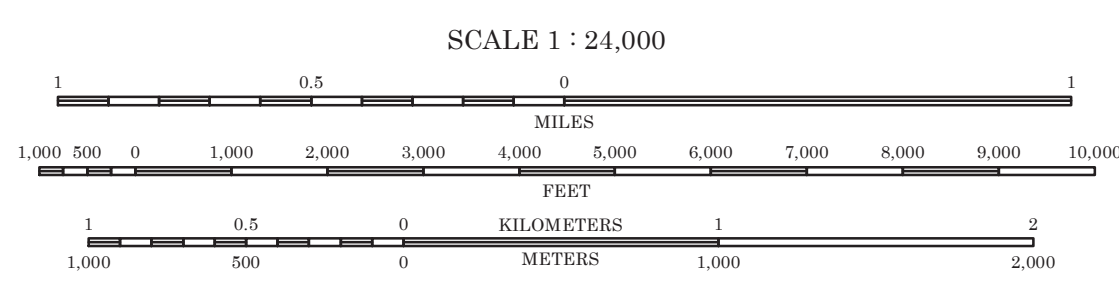 SCALE 1 : 24,000
1 0.5 0 1
MILES
1,000 500 0 1,000 2,000 3,000 4,000 5,000 6,000 7,000 8,000 9,000 10,000
FEET
1 0.5 0 KILOMETERS 1 2
1,000 500 0 METERS 1,000 2,000